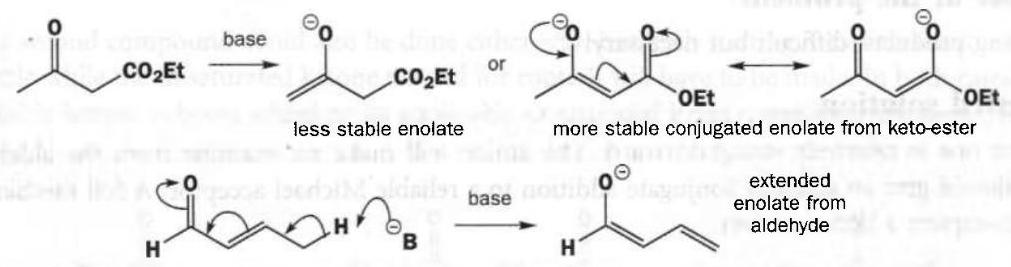 O
CO2Et
base
⊖
O
CO2Et
less stable enolate
or
⊖
O
O
OEt
O
⊖
O
OEt
more stable conjugated enolate from keto-ester
O
H
H
⊖
B
base
O
⊖
H
extended
enolate from
aldehyde